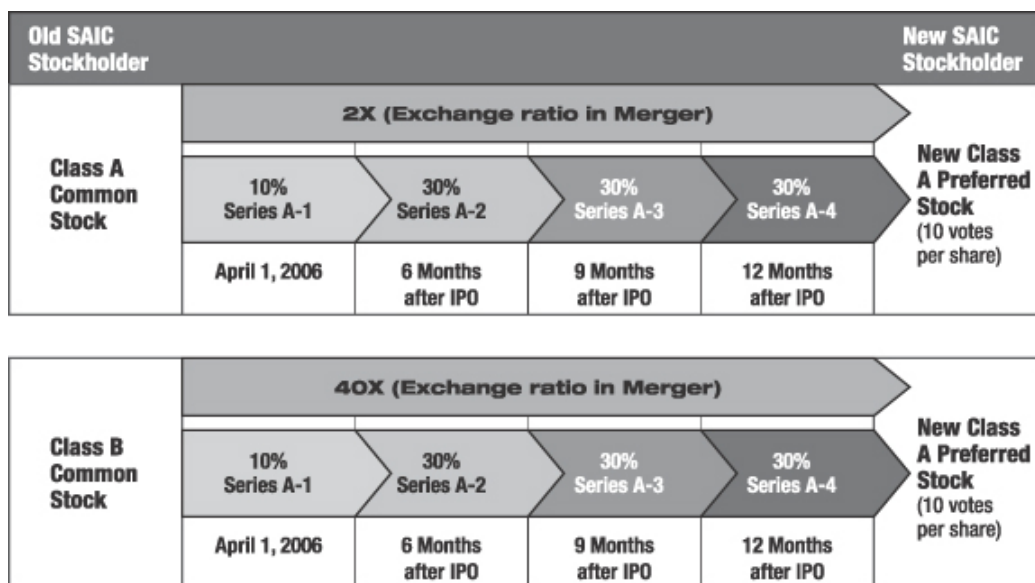 Old SAIC
Stockholder
New SAIC
Stockholder
2X (Exchange ratio in Merger)
Class A
Common
Stock
10%
Series A-1
30%
Series A-2
30%
Series A-3
30%
Series A-4
New Class
A Preferred
Stock
(10 votes
per share)
April 1, 2006
6 Months
after IPO
9 Months
after IPO
12 Months
after IPO
40X (Exchange ratio in Merger)
Class B
Common
Stock
10%
Series A-1
30%
Series A-2
30%
Series A-3
30%
Series A-4
New Class
A Preferred
Stock
(10 votes
per share)
April 1, 2006
6 Months
after IPO
9 Months
after IPO
12 Months
after IPO